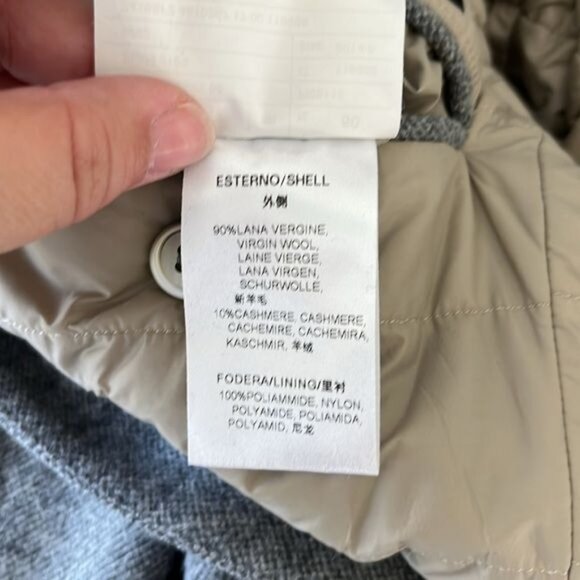 ESTERNO/SHELL
外侧
90%LANA VERGINE,
VIRGIN WOOL,
LAINE VIERGE,
LANA VIRGEN,
SCHURWOLLE,
新羊毛
10%CASHMERE, CASHMERE,
CACHEMIRE, CACHEMIRA,
KASCHMIR, 羊绒
FODERA/LINING/里衬
100%POLIAMMIDE, NYLON,
POLYAMIDE, POLIAMIDA,
POLYAMID, 尼龙